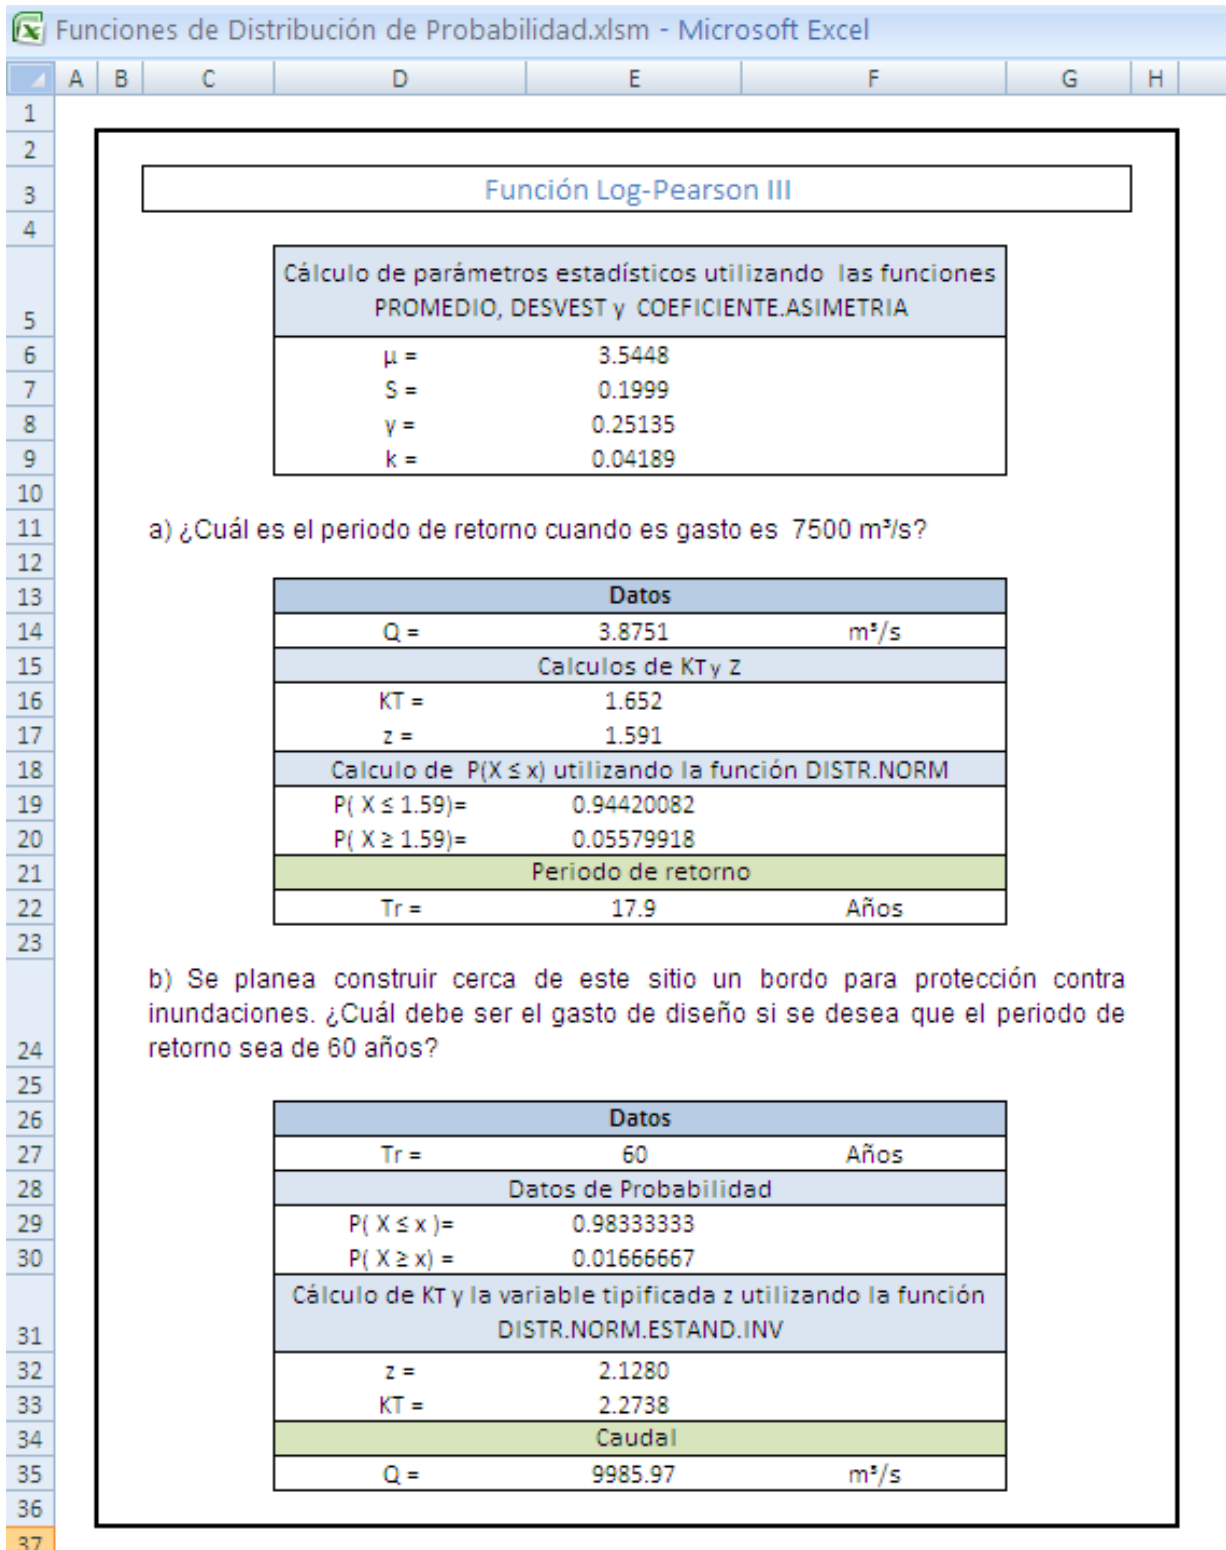 Funciones de Distribución de Probabilidad.xlsm - Microsoft Excel
A B C D E F G H
1
2
3 Función Log-Pearson III
4
Cálculo de parámetros estadísticos utilizando las funciones
5 PROMEDIO, DESVEST y COEFICIENTE.ASIMETRIA
6 μ = 3.5448
7 S = 0.1999
8 γ = 0.25135
9 k = 0.04189
10
11 a) ¿Cuál es el periodo de retorno cuando es gasto es 7500 m³/s?
12
13 Datos
14 Q = 3.8751 m³/s
15 Calculos de KT y Z
16 KT = 1.652
17 z = 1.591
18 Calculo de P(X ≤ x) utilizando la función DISTR.NORM
19 P( X ≤ 1.59)= 0.94420082
20 P( X ≥ 1.59)= 0.05579918
21 Periodo de retorno
22 Tr = 17.9 Años
23
b) Se planea construir cerca de este sitio un bordo para protección contra
inundaciones. ¿Cuál debe ser el gasto de diseño si se desea que el periodo de
24 retorno sea de 60 años?
25
26 Datos
27 Tr = 60 Años
28 Datos de Probabilidad
29 P( X ≤ x )= 0.98333333
30 P( X ≥ x) = 0.01666667
Cálculo de KT y la variable tipificada z utilizando la función
31 DISTR.NORM.ESTAND.INV
32 z = 2.1280
33 KT = 2.2738
34 Caudal
35 Q = 9985.97 m³/s
36
37